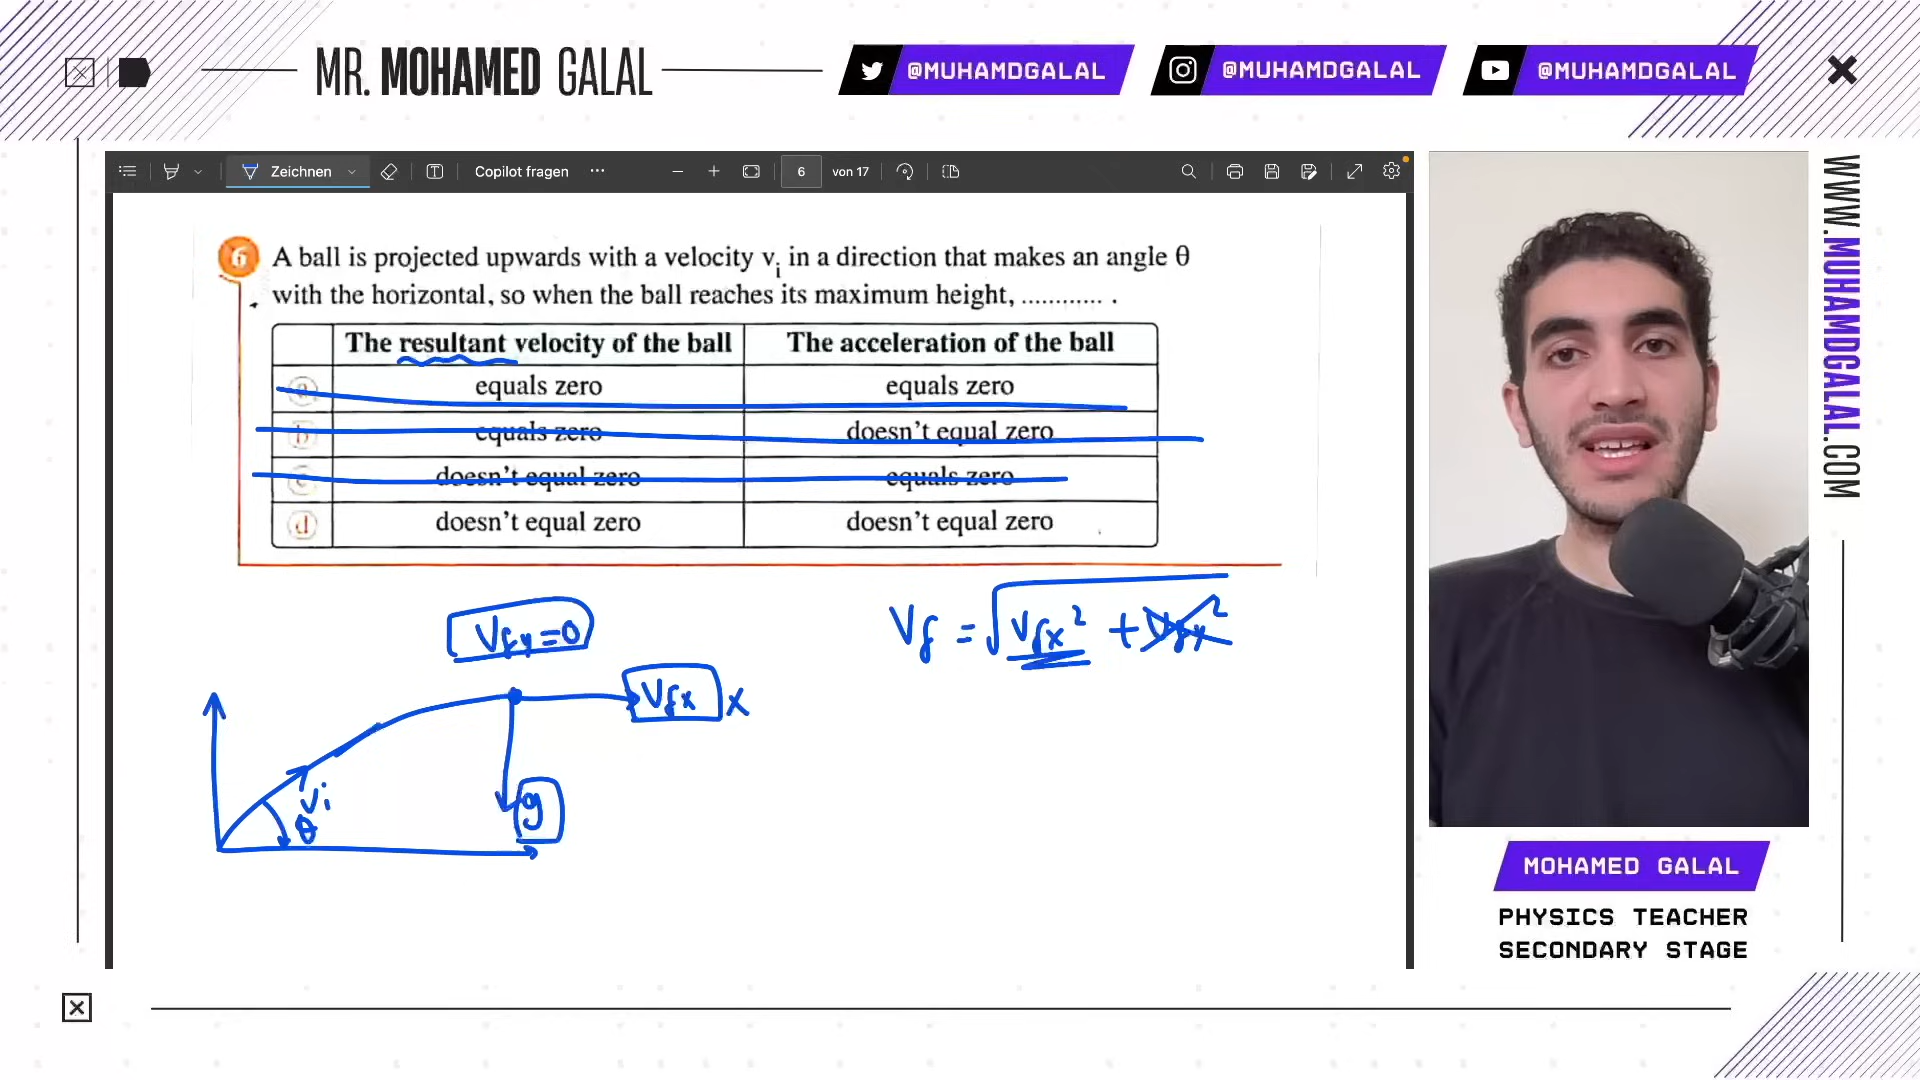 MR. MOHAMED GALAL
@MUHAMDGALAL
@MUHAMDGALAL
@MUHAMDGALAL
Zeichnen
Copilot fragen
6 von 17
6 A ball is projected upwards with a velocity vᵢ in a direction that makes an angle θ
with the horizontal, so when the ball reaches its maximum height, ............ .
The resultant velocity of the ball The acceleration of the ball
a equals zero equals zero
b equals zero doesn't equal zero
c doesn't equal zero equals zero
d doesn't equal zero doesn't equal zero
Vfy=0
Vf = √Vfx² + Vfy²
Vfx x
Vi
θ
g
WWW.MUHAMDGALAL.COM
MOHAMED GALAL
PHYSICS TEACHER
SECONDARY STAGE